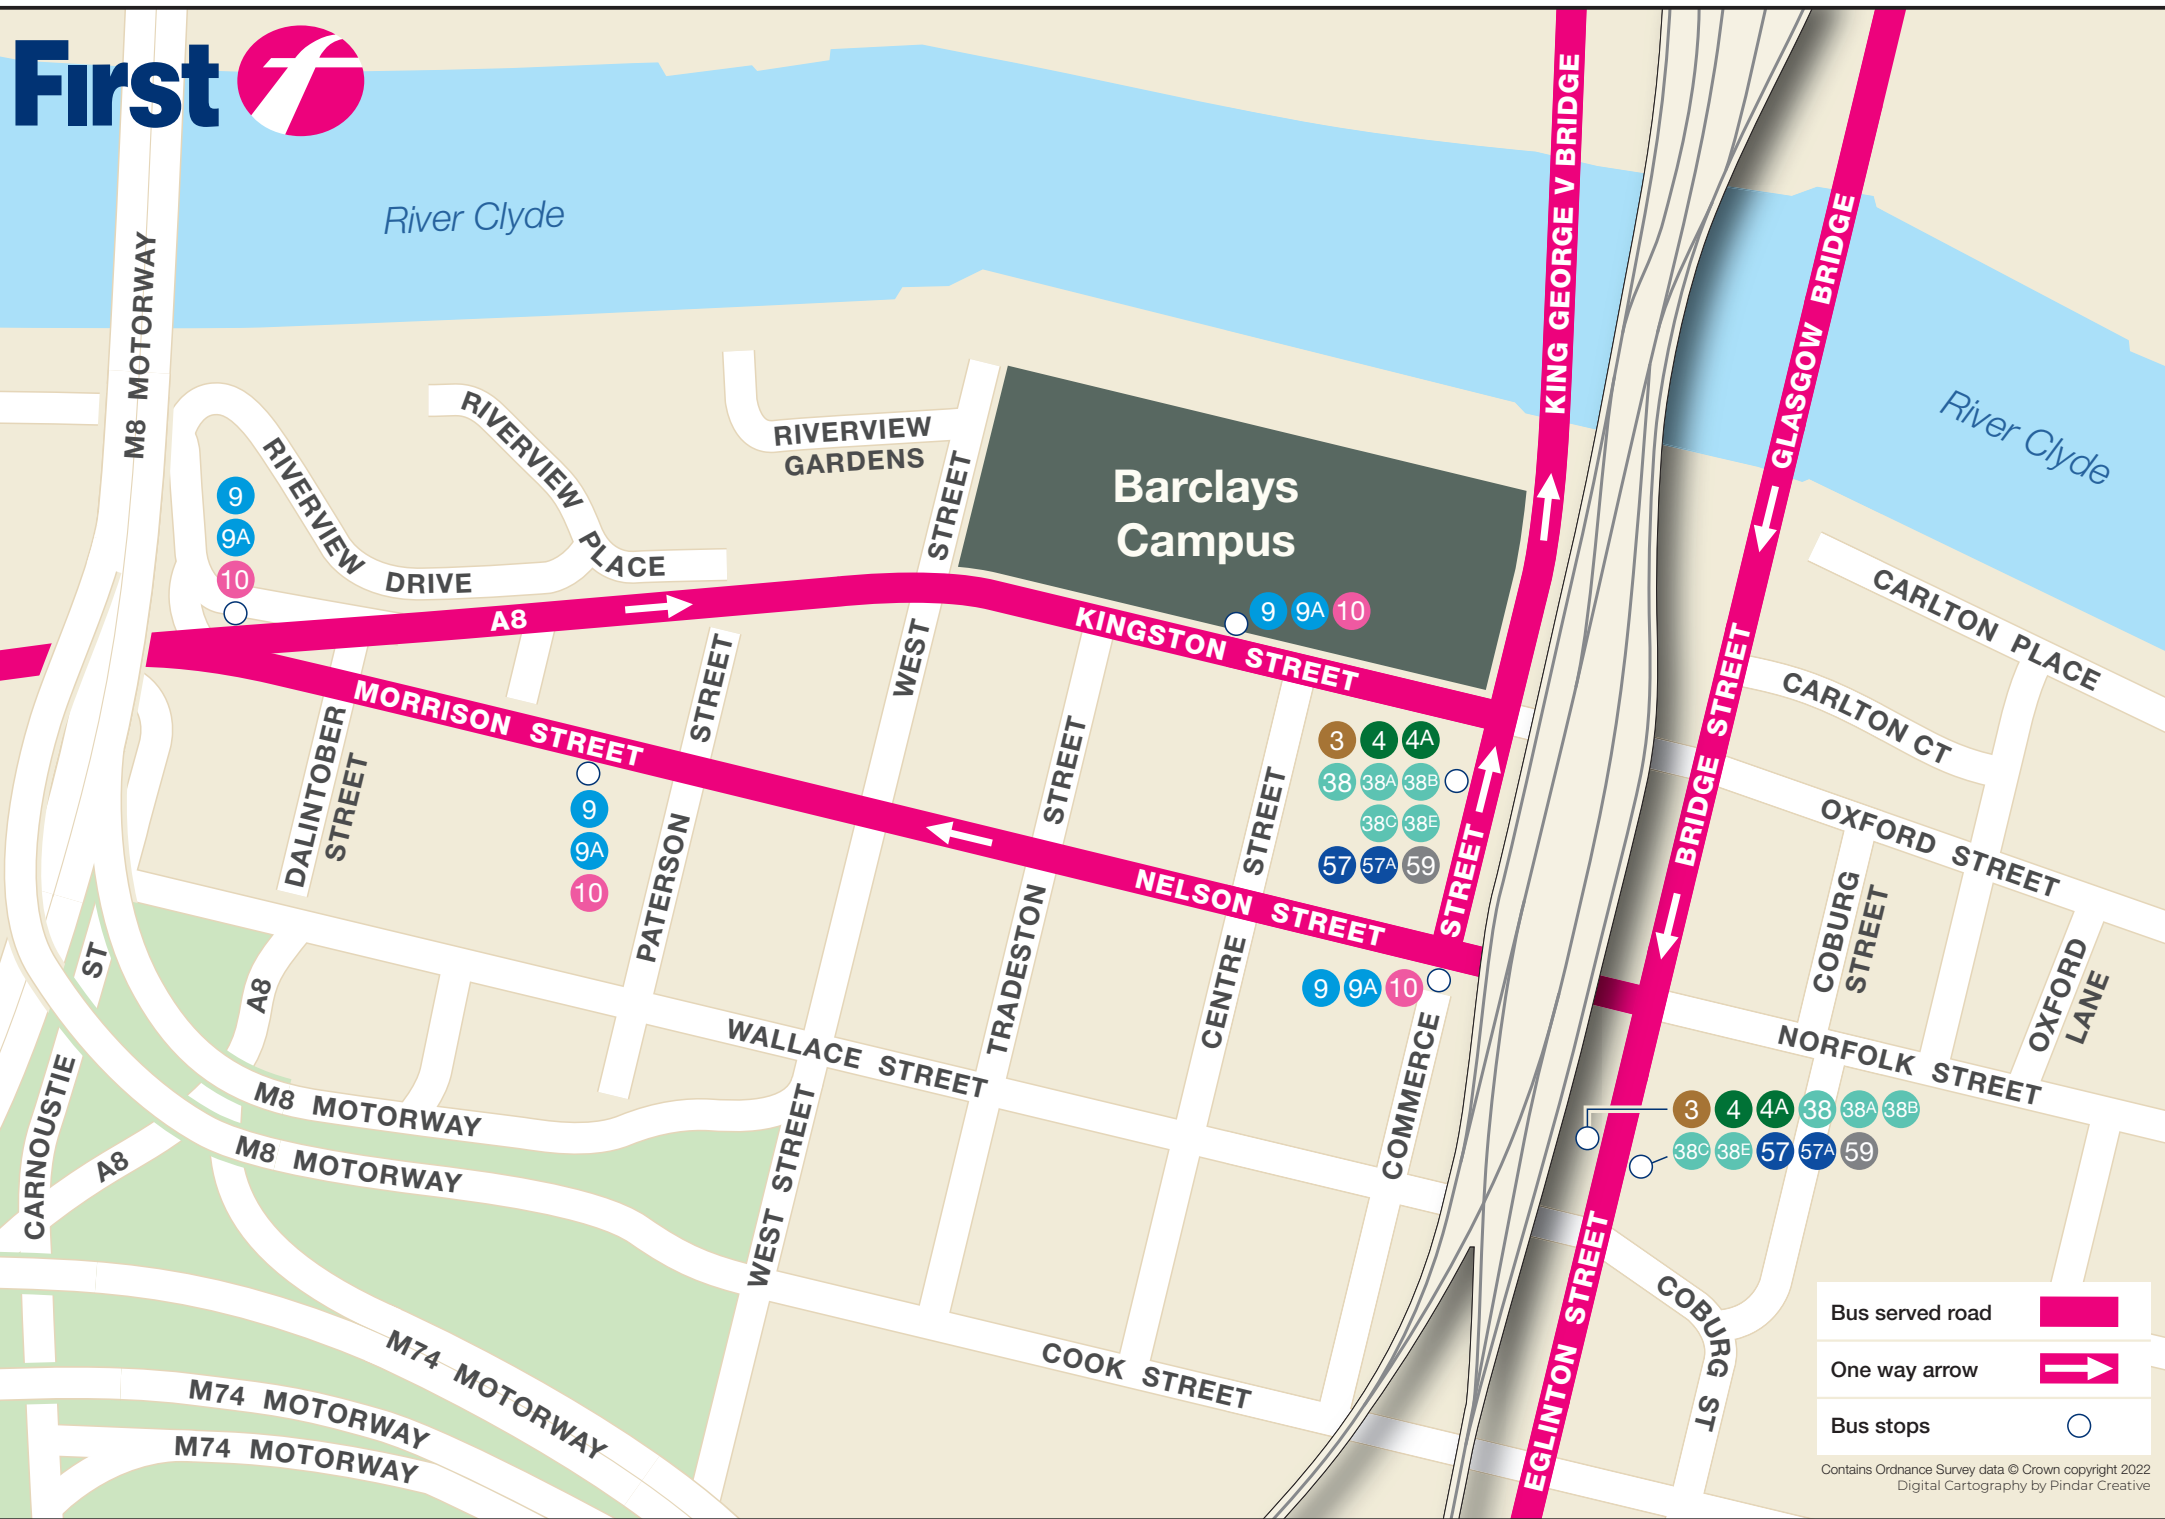 First
River Clyde
M8 MOTORWAY
KING GEORGE V BRIDGE
GLASGOW BRIDGE
River Clyde
RIVERVIEW DRIVE
RIVERVIEW PLACE
RIVERVIEW
GARDENS
WEST STREET
Barclays
Campus
9
9A
10
A8
KINGSTON STREET
9 9A 10
CARLTON PLACE
CARLTON CT
BRIDGE STREET
OXFORD STREET
MORRISON STREET
DALINTOBER
STREET
9
9A
10
PATERSON STREET
TRADESTON STREET
CENTRE STREET
3 4 4A
38 38A 38B
38C 38E
57 57A 59
NELSON STREET
COMMERCE STREET
9 9A 10
COBURG
STREET
OXFORD
LANE
NORFOLK STREET
ST
A8
WALLACE STREET
CARNOUSTIE
M8 MOTORWAY
M8 MOTORWAY
A8
WEST STREET
3 4 4A 38 38A 38B
38C 38E 57 57A 59
EGLINTON STREET
COBURG ST
COOK STREET
M74 MOTORWAY
M74 MOTORWAY
M74 MOTORWAY
Bus served road
One way arrow
Bus stops
Contains Ordnance Survey data © Crown copyright 2022
Digital Cartography by Pindar Creative